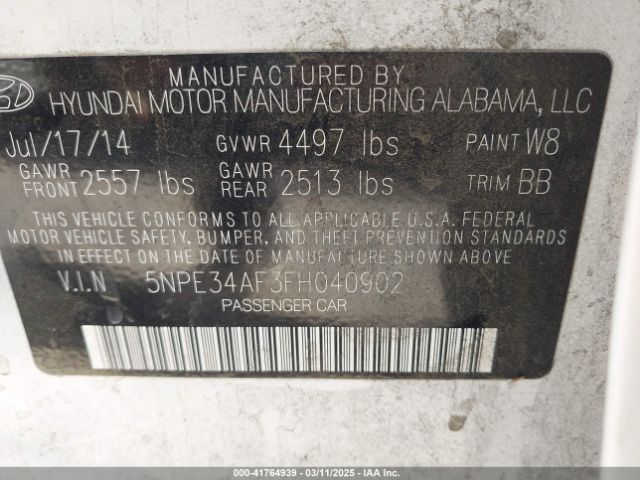 MANUFACTURED BY
HYUNDAI MOTOR MANUFACTURING ALABAMA, LLC
Jul/17/14 GVWR 4497 lbs PAINT W8
GAWR FRONT 2557 lbs GAWR REAR 2513 lbs TRIM BB
THIS VEHICLE CONFORMS TO ALL APPLICABLE U.S.A. FEDERAL
MOTOR VEHICLE SAFETY, BUMPER, AND THEFT PREVENTION
STANDARDS IN EFFECT ON THE DATE OF MANUFACTURE SHOWN ABOVE
V.I.N 5NPE34AF3FH040902
PASSENGER CAR
000-41764939 - 03/11/2025 - IAA Inc.